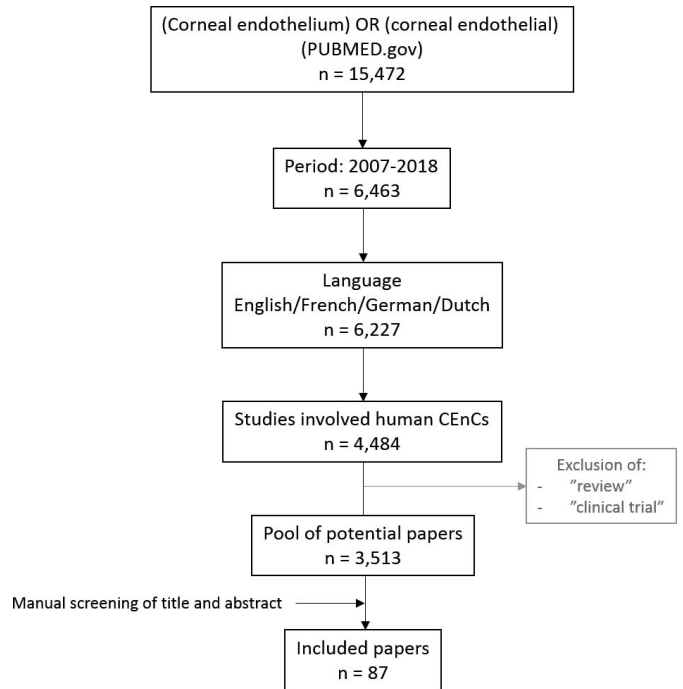 (Corneal endothelium) OR (corneal endothelial)
(PUBMED.gov)
n = 15,472
Period: 2007-2018
n = 6,463
Language
English/French/German/Dutch
n = 6,227
Studies involved human CEnCs
n = 4,484
Exclusion of:
- ”review”
- ”clinical trial”
Pool of potential papers
n = 3,513
Manual screening of title and abstract
Included papers
n = 87